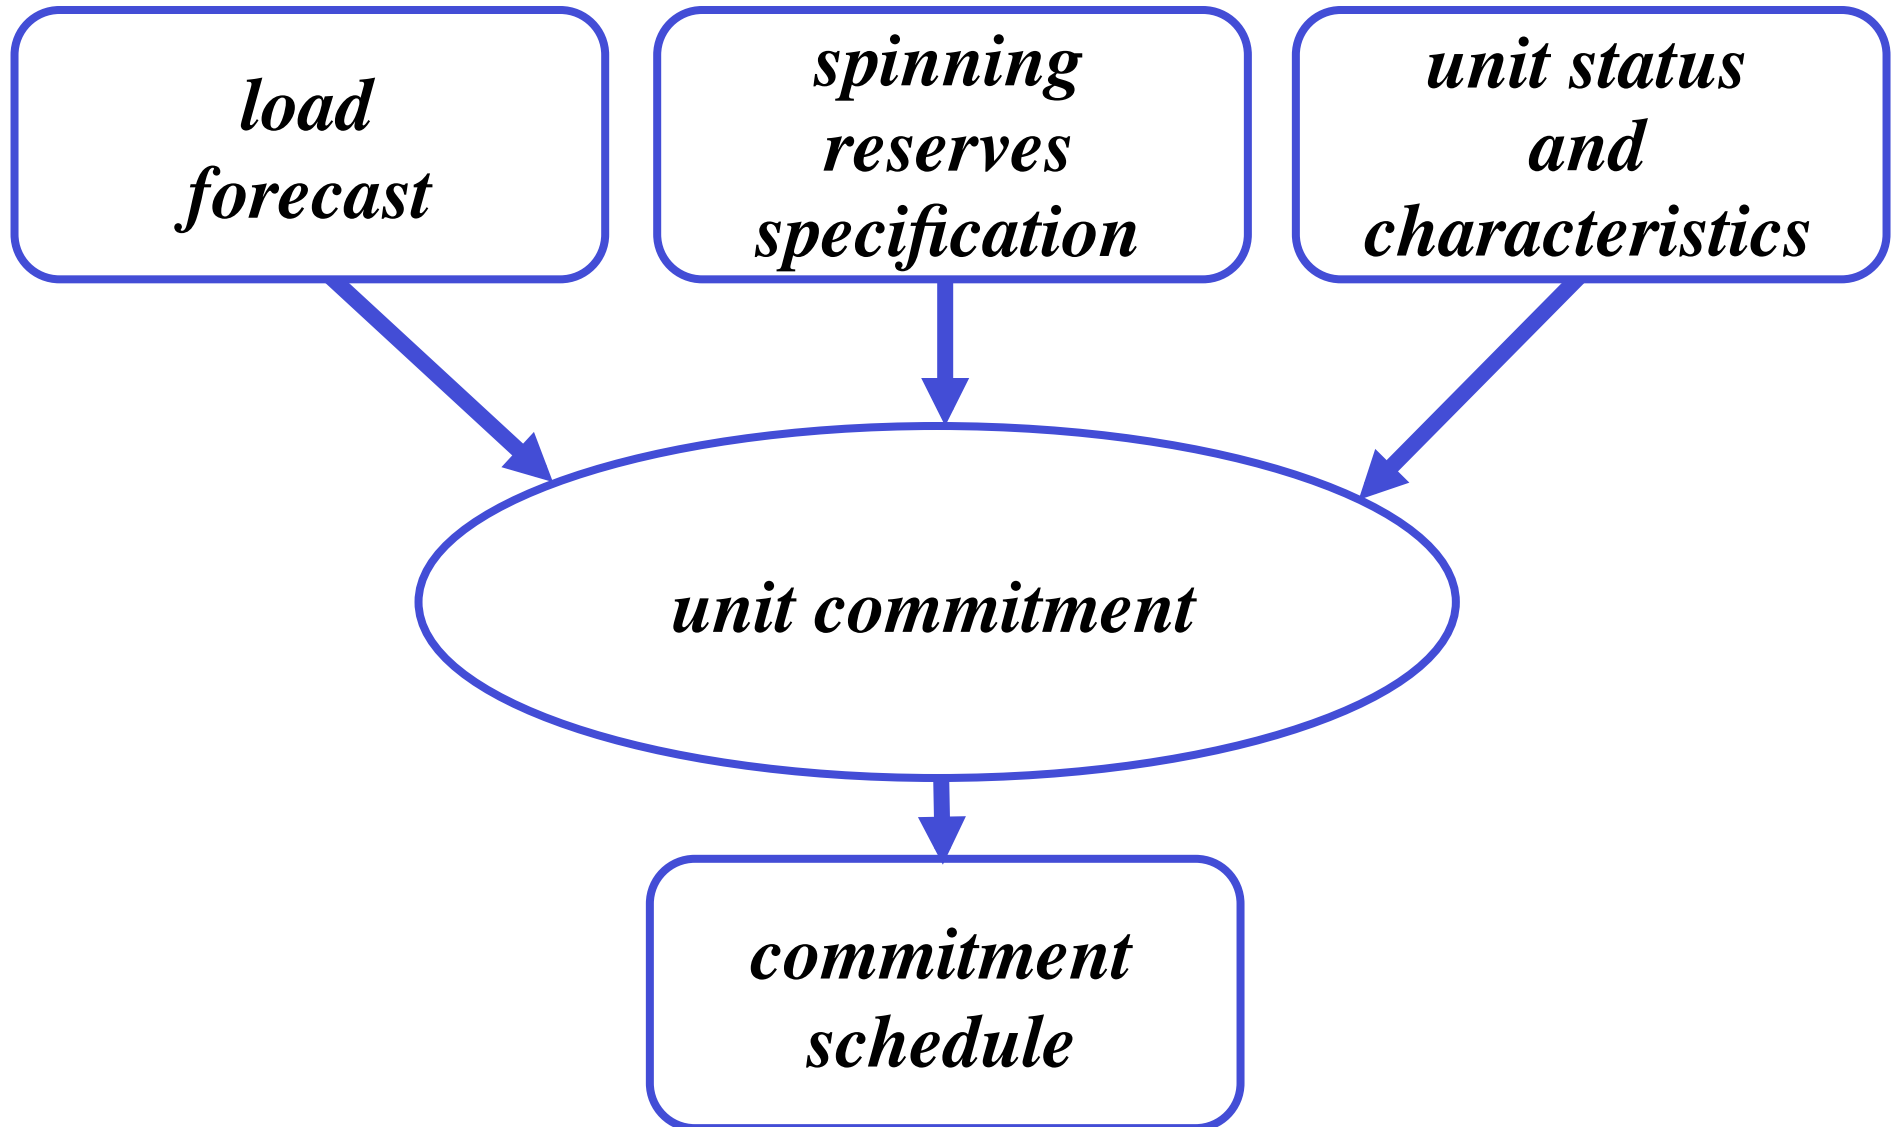 load
forecast
spinning
reserves
specification
unit status
and
characteristics
unit commitment
commitment
schedule